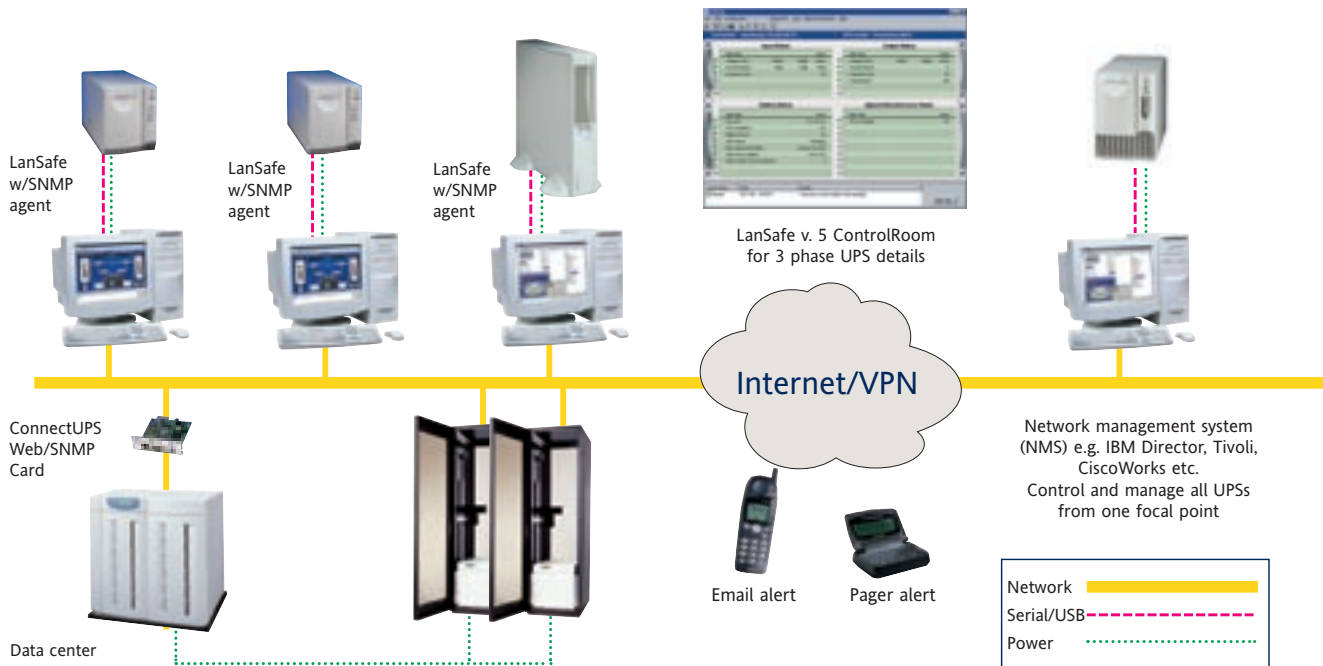 LanSafe
w/SNMP
agent
LanSafe
w/SNMP
agent
LanSafe
w/SNMP
agent
LanSafe v. 5 ControlRoom
for 3 phase UPS details
Internet/VPN
ConnectUPS
Web/SNMP
Card
Network management system
(NMS) e.g. IBM Director, Tivoli,
CiscoWorks etc.
Control and manage all UPSs
from one focal point
Email alert
Pager alert
Network
Serial/USB
Power
Data center